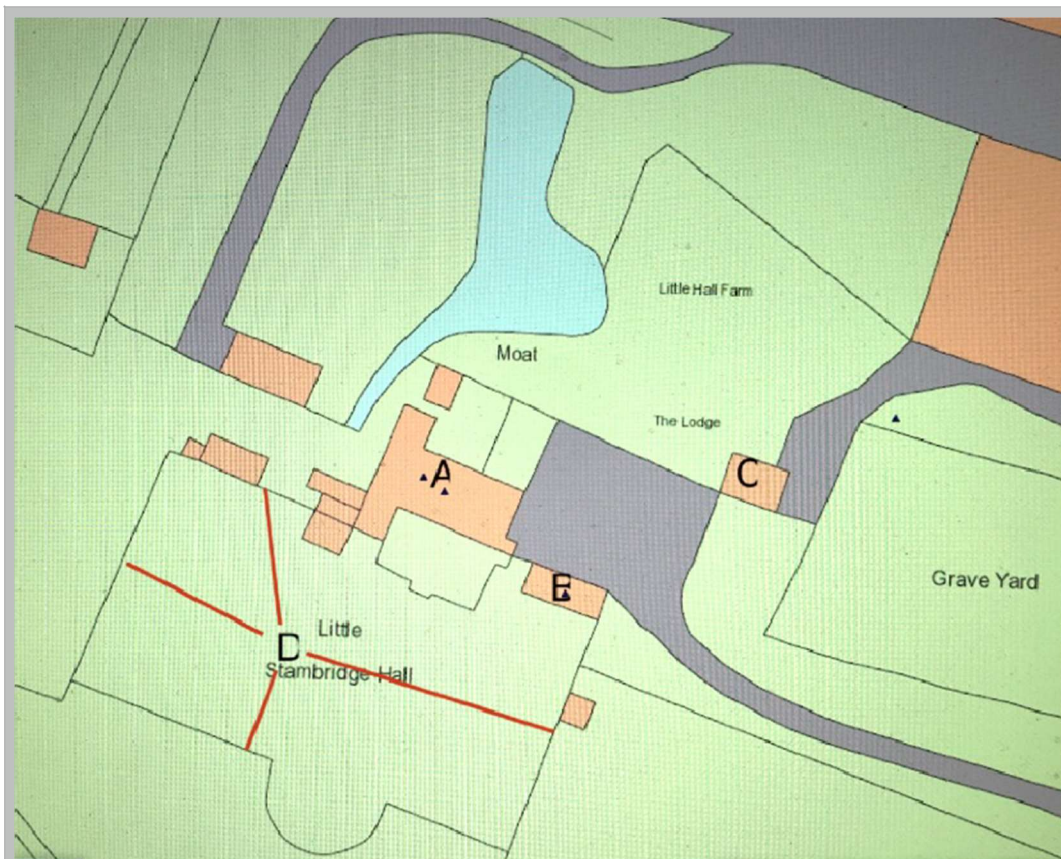 Little Hall Farm
Moat
The Lodge
A
C
Grave Yard
Little
D
Stambridge Hall